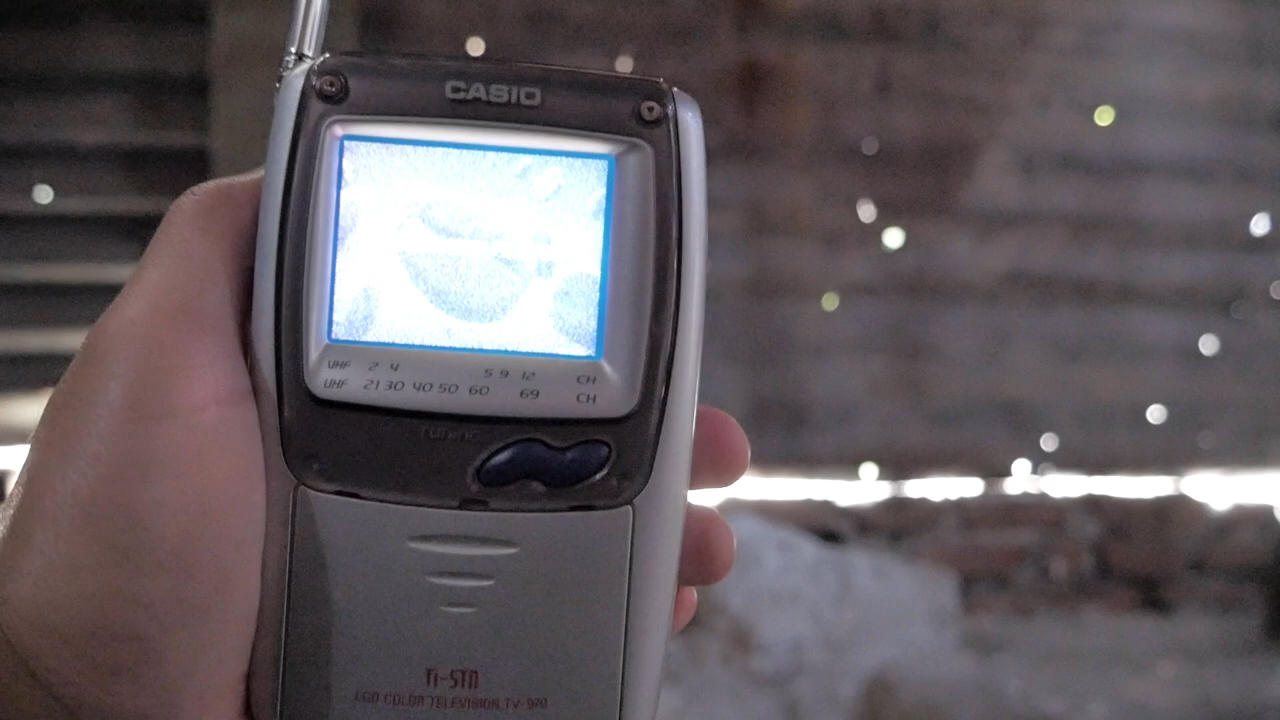 CASIO
VHF 2 4 5 9 12 CH
UHF 21 30 40 50 60 69 CH
TUNING
Ti-STN
LCD COLOR TELEVISION TV-970